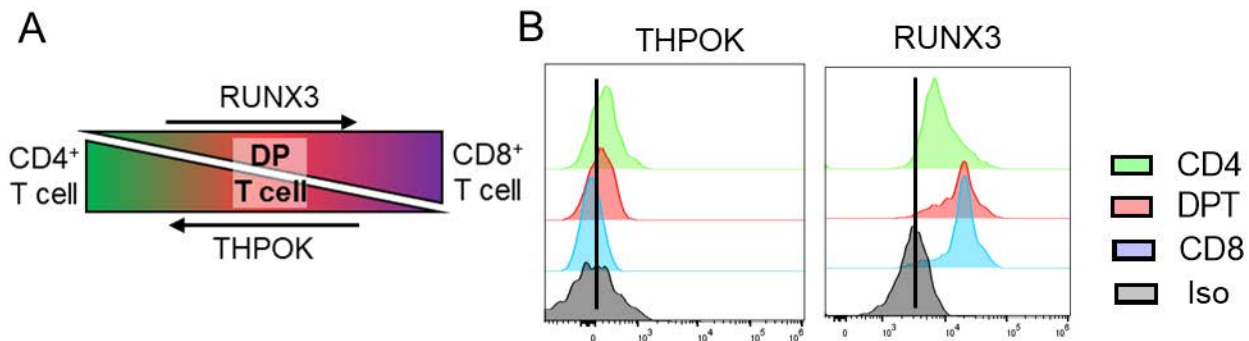 A
RUNX3
CD4+
T cell
DP
T cell
CD8+
T cell
THPOK
B
THPOK
RUNX3
0 10³ 10⁴ 10⁵ 10⁶
0 10³ 10⁴ 10⁵ 10⁶
CD4
DPT
CD8
Iso